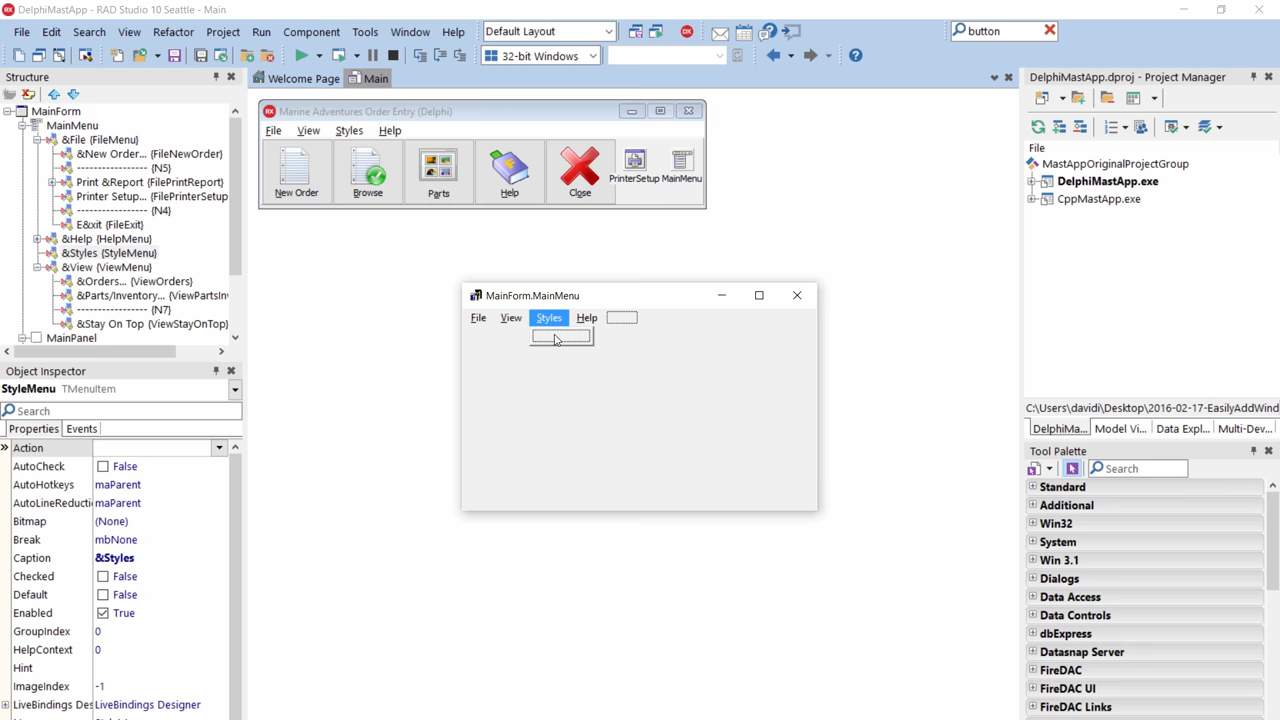 DelphiMastApp - RAD Studio 10 Seattle - Main
File Edit Search View Refactor Project Run Component Tools Window Help
Default Layout
button
32-bit Windows
Structure
Welcome Page
Main
MainForm
MainMenu
&File {FileMenu}
&New Order... {FileNewOrder}
---------------- {N5}
Print &Report {FilePrintReport}
Printer Setup... {FilePrinterSetup
---------------- {N4}
E&xit {FileExit}
&Help {HelpMenu}
&Styles {StyleMenu}
&View {ViewMenu}
&Orders... {ViewOrders}
&Parts/Inventory... {ViewPartsIn
---------------- {N7}
&Stay On Top {ViewStayOnTop}
MainPanel
Object Inspector
StyleMenu TMenuItem
Search
Properties Events
Action
AutoCheck False
AutoHotkeys maParent
AutoLineReducti maParent
Bitmap (None)
Break mbNone
Caption &Styles
Checked False
Default False
Enabled True
GroupIndex 0
HelpContext 0
Hint
ImageIndex -1
LiveBindings Des LiveBindings Designer
Marine Adventures Order Entry (Delphi)
File View Styles Help
New Order
Browse
Parts
Help
Close
PrinterSetup
MainMenu
MainForm.MainMenu
File View Styles Help
DelphiMastApp.dproj - Project Manager
File
MastAppOriginalProjectGroup
DelphiMastApp.exe
CppMastApp.exe
C:\Users\davidi\Desktop\2016-02-17-EasilyAddWind
DelphiMa... Model Vi... Data Expl... Multi-Dev...
Tool Palette
Search
Standard
Additional
Win32
System
Win 3.1
Dialogs
Data Access
Data Controls
dbExpress
Datasnap Server
FireDAC
FireDAC UI
FireDAC Links